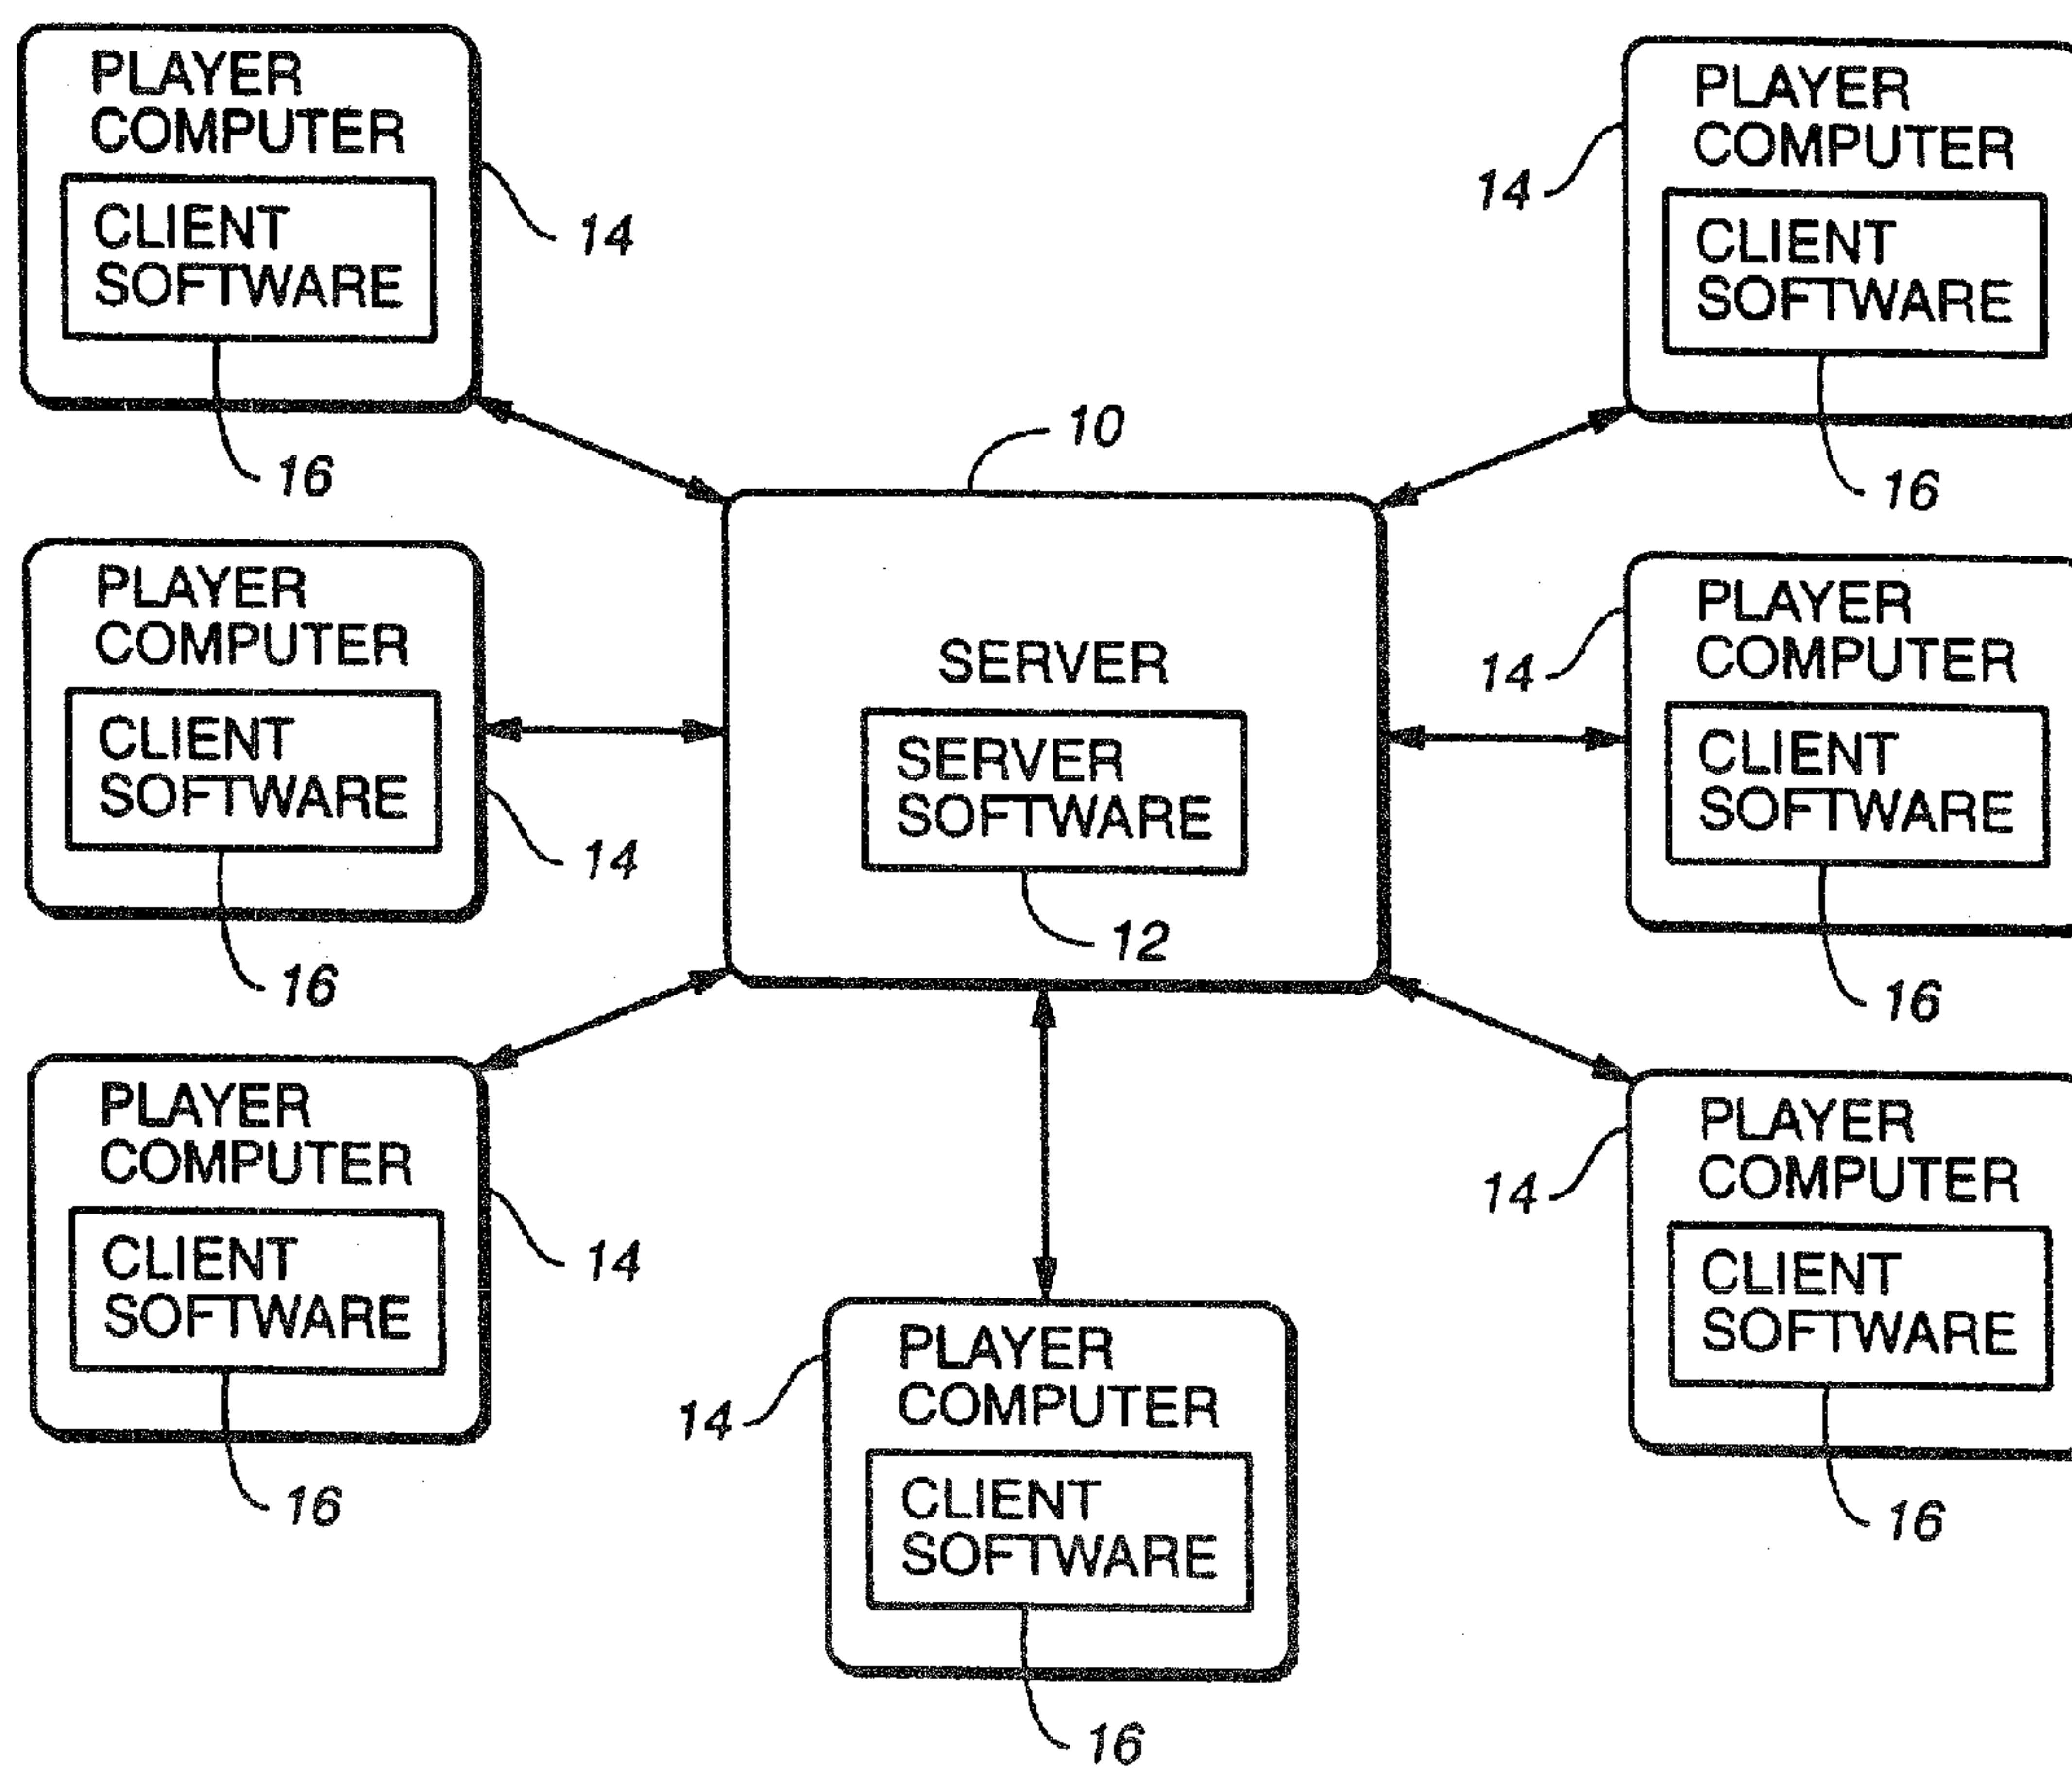 PLAYER
COMPUTER
CLIENT
SOFTWARE
14
16
PLAYER
COMPUTER
CLIENT
SOFTWARE
14
16
10
SERVER
SERVER
SOFTWARE
12
PLAYER
COMPUTER
CLIENT
SOFTWARE
14
16
PLAYER
COMPUTER
CLIENT
SOFTWARE
14
16
PLAYER
COMPUTER
CLIENT
SOFTWARE
14
16
PLAYER
COMPUTER
CLIENT
SOFTWARE
14
16
PLAYER
COMPUTER
CLIENT
SOFTWARE
14
16